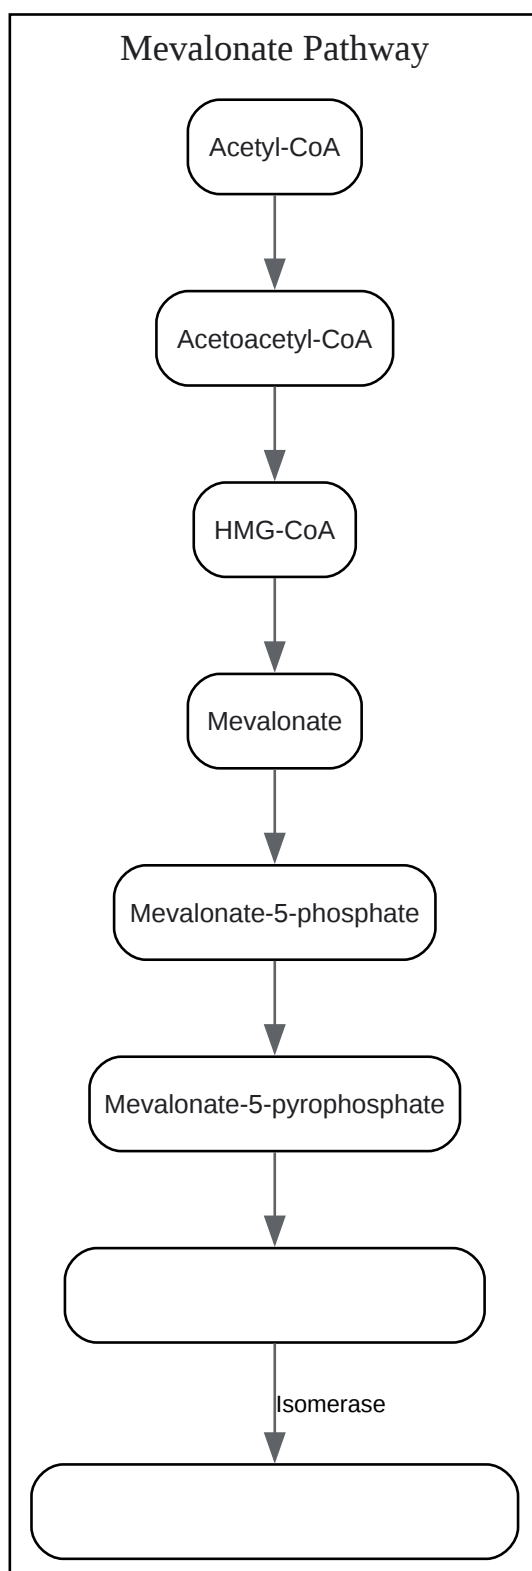 Mevalonate Pathway
Acetyl-CoA
Acetoacetyl-CoA
HMG-CoA
Mevalonate
Mevalonate-5-phosphate
Mevalonate-5-pyrophosphate
Isomerase